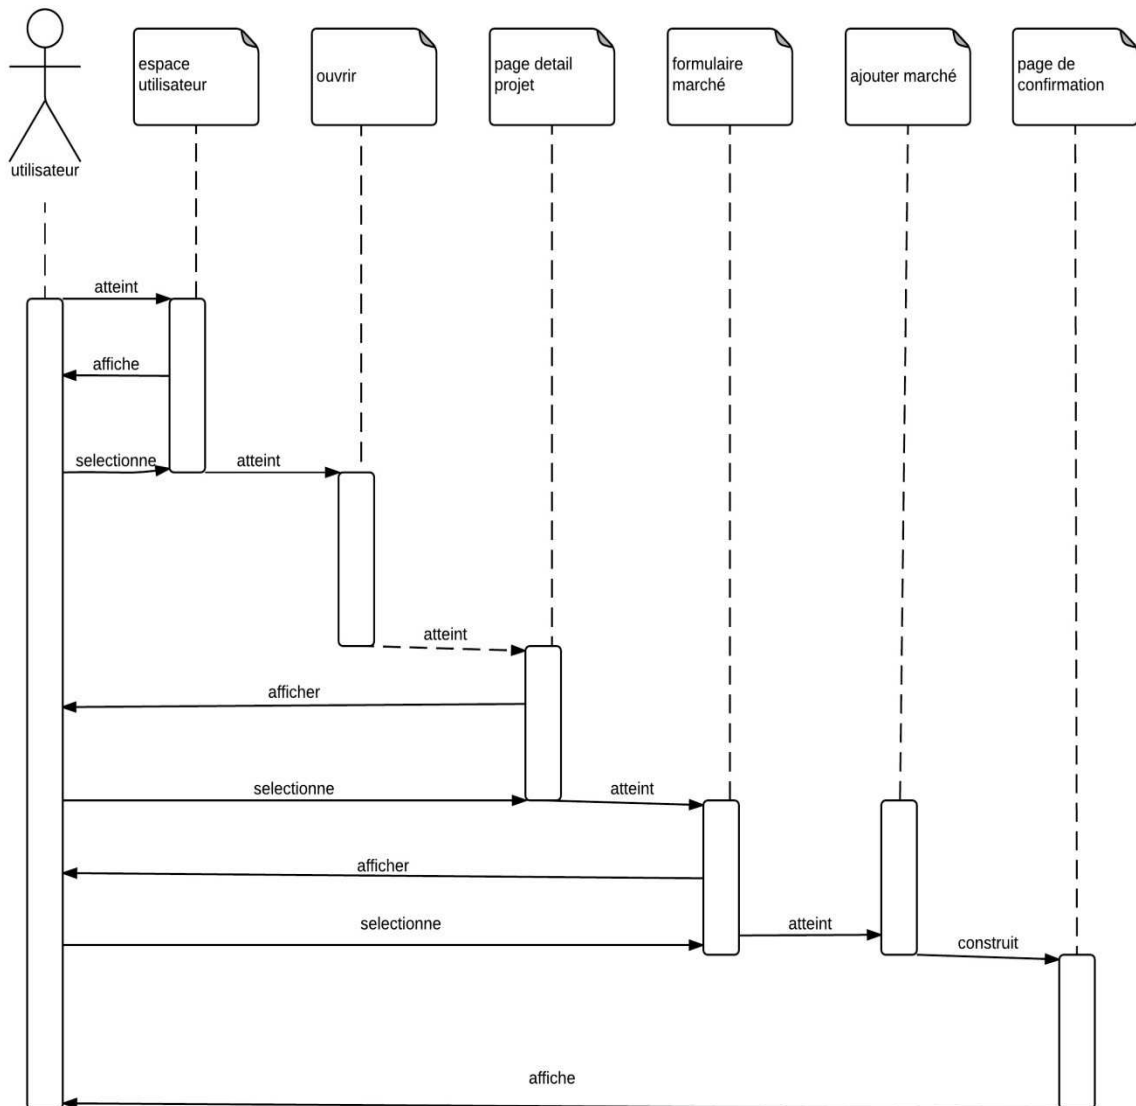 utilisateur
espace
utilisateur
ouvrir
page detail
projet
formulaire
marché
ajouter marché
page de
confirmation
atteint
affiche
selectionne
atteint
atteint
afficher
selectionne
atteint
afficher
selectionne
atteint
construit
affiche